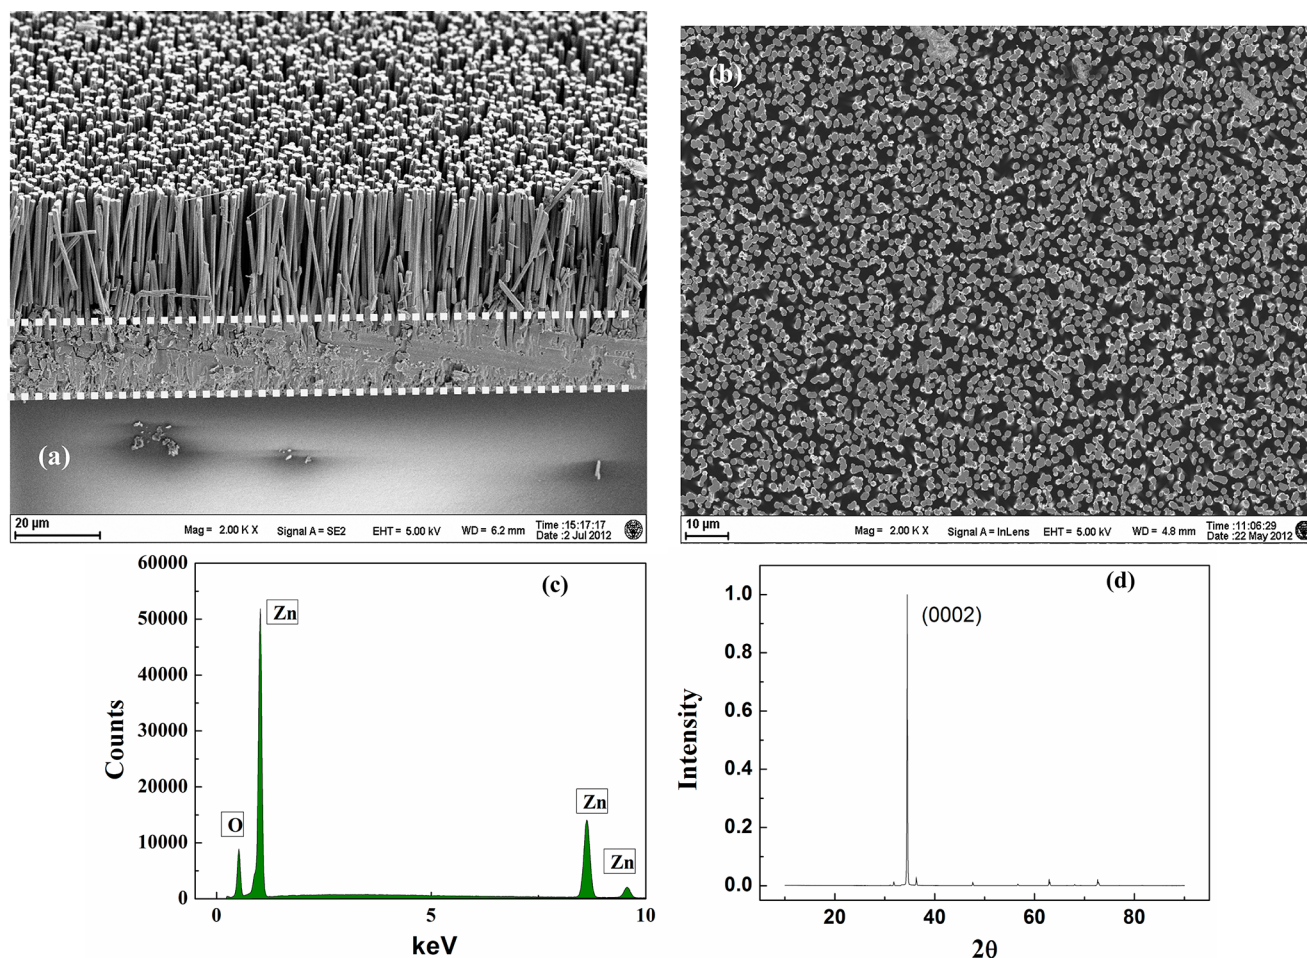 (a)
20 µm
Mag = 2.00 K X Signal A = SE2 EHT = 5.00 kV WD = 6.2 mm Time :15:17:17
Date :2 Jul 2012
(b)
10 µm
Mag = 2.00 K X Signal A = InLens EHT = 5.00 kV WD = 4.8 mm Time :11:06:29
Date :22 May 2012
(c)
60000
50000
40000
30000
20000
10000
0
Counts
Zn
O
Zn
Zn
0 5 10
keV
(d)
1.0
0.8
0.6
0.4
0.2
0.0
Intensity
(0002)
20 40 60 80
2θ